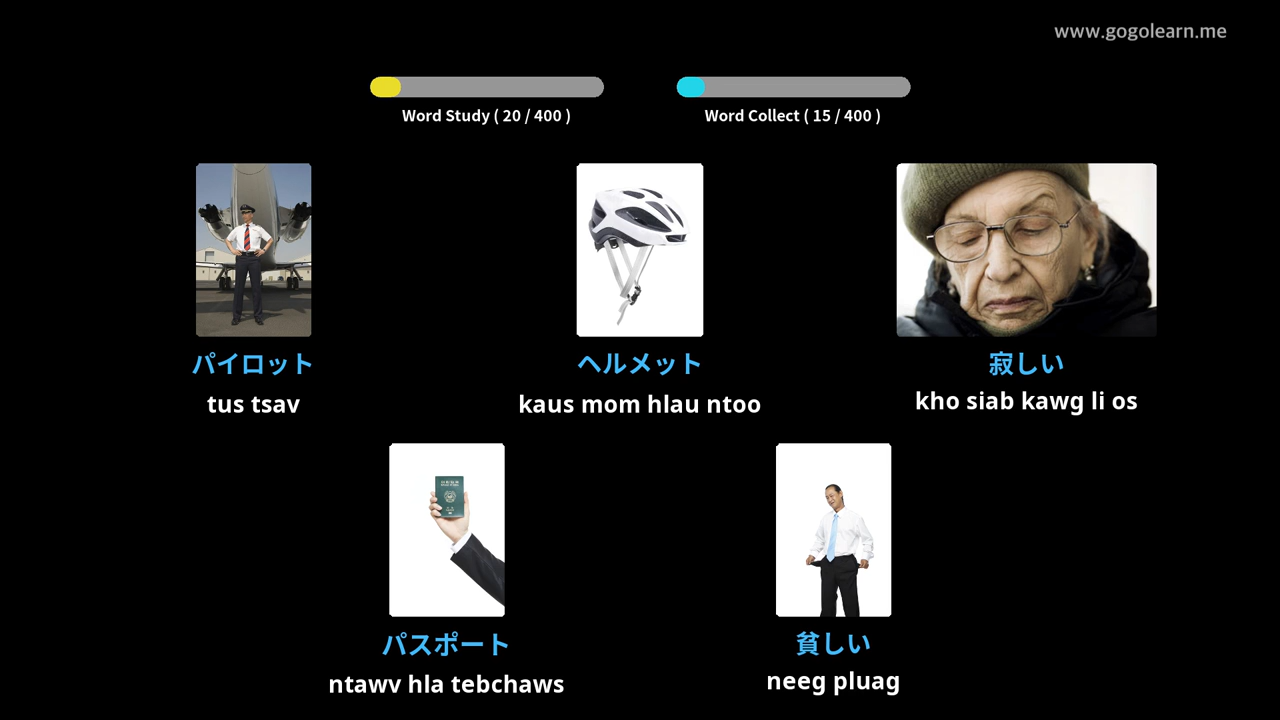 www.gogolearn.me
Word Study ( 20 / 400 )
Word Collect ( 15 / 400 )
パイロット
tus tsav
ヘルメット
kaus mom hlau ntoo
寂しい
kho siab kawg li os
パスポート
ntawv hla tebchaws
貧しい
neeg pluag